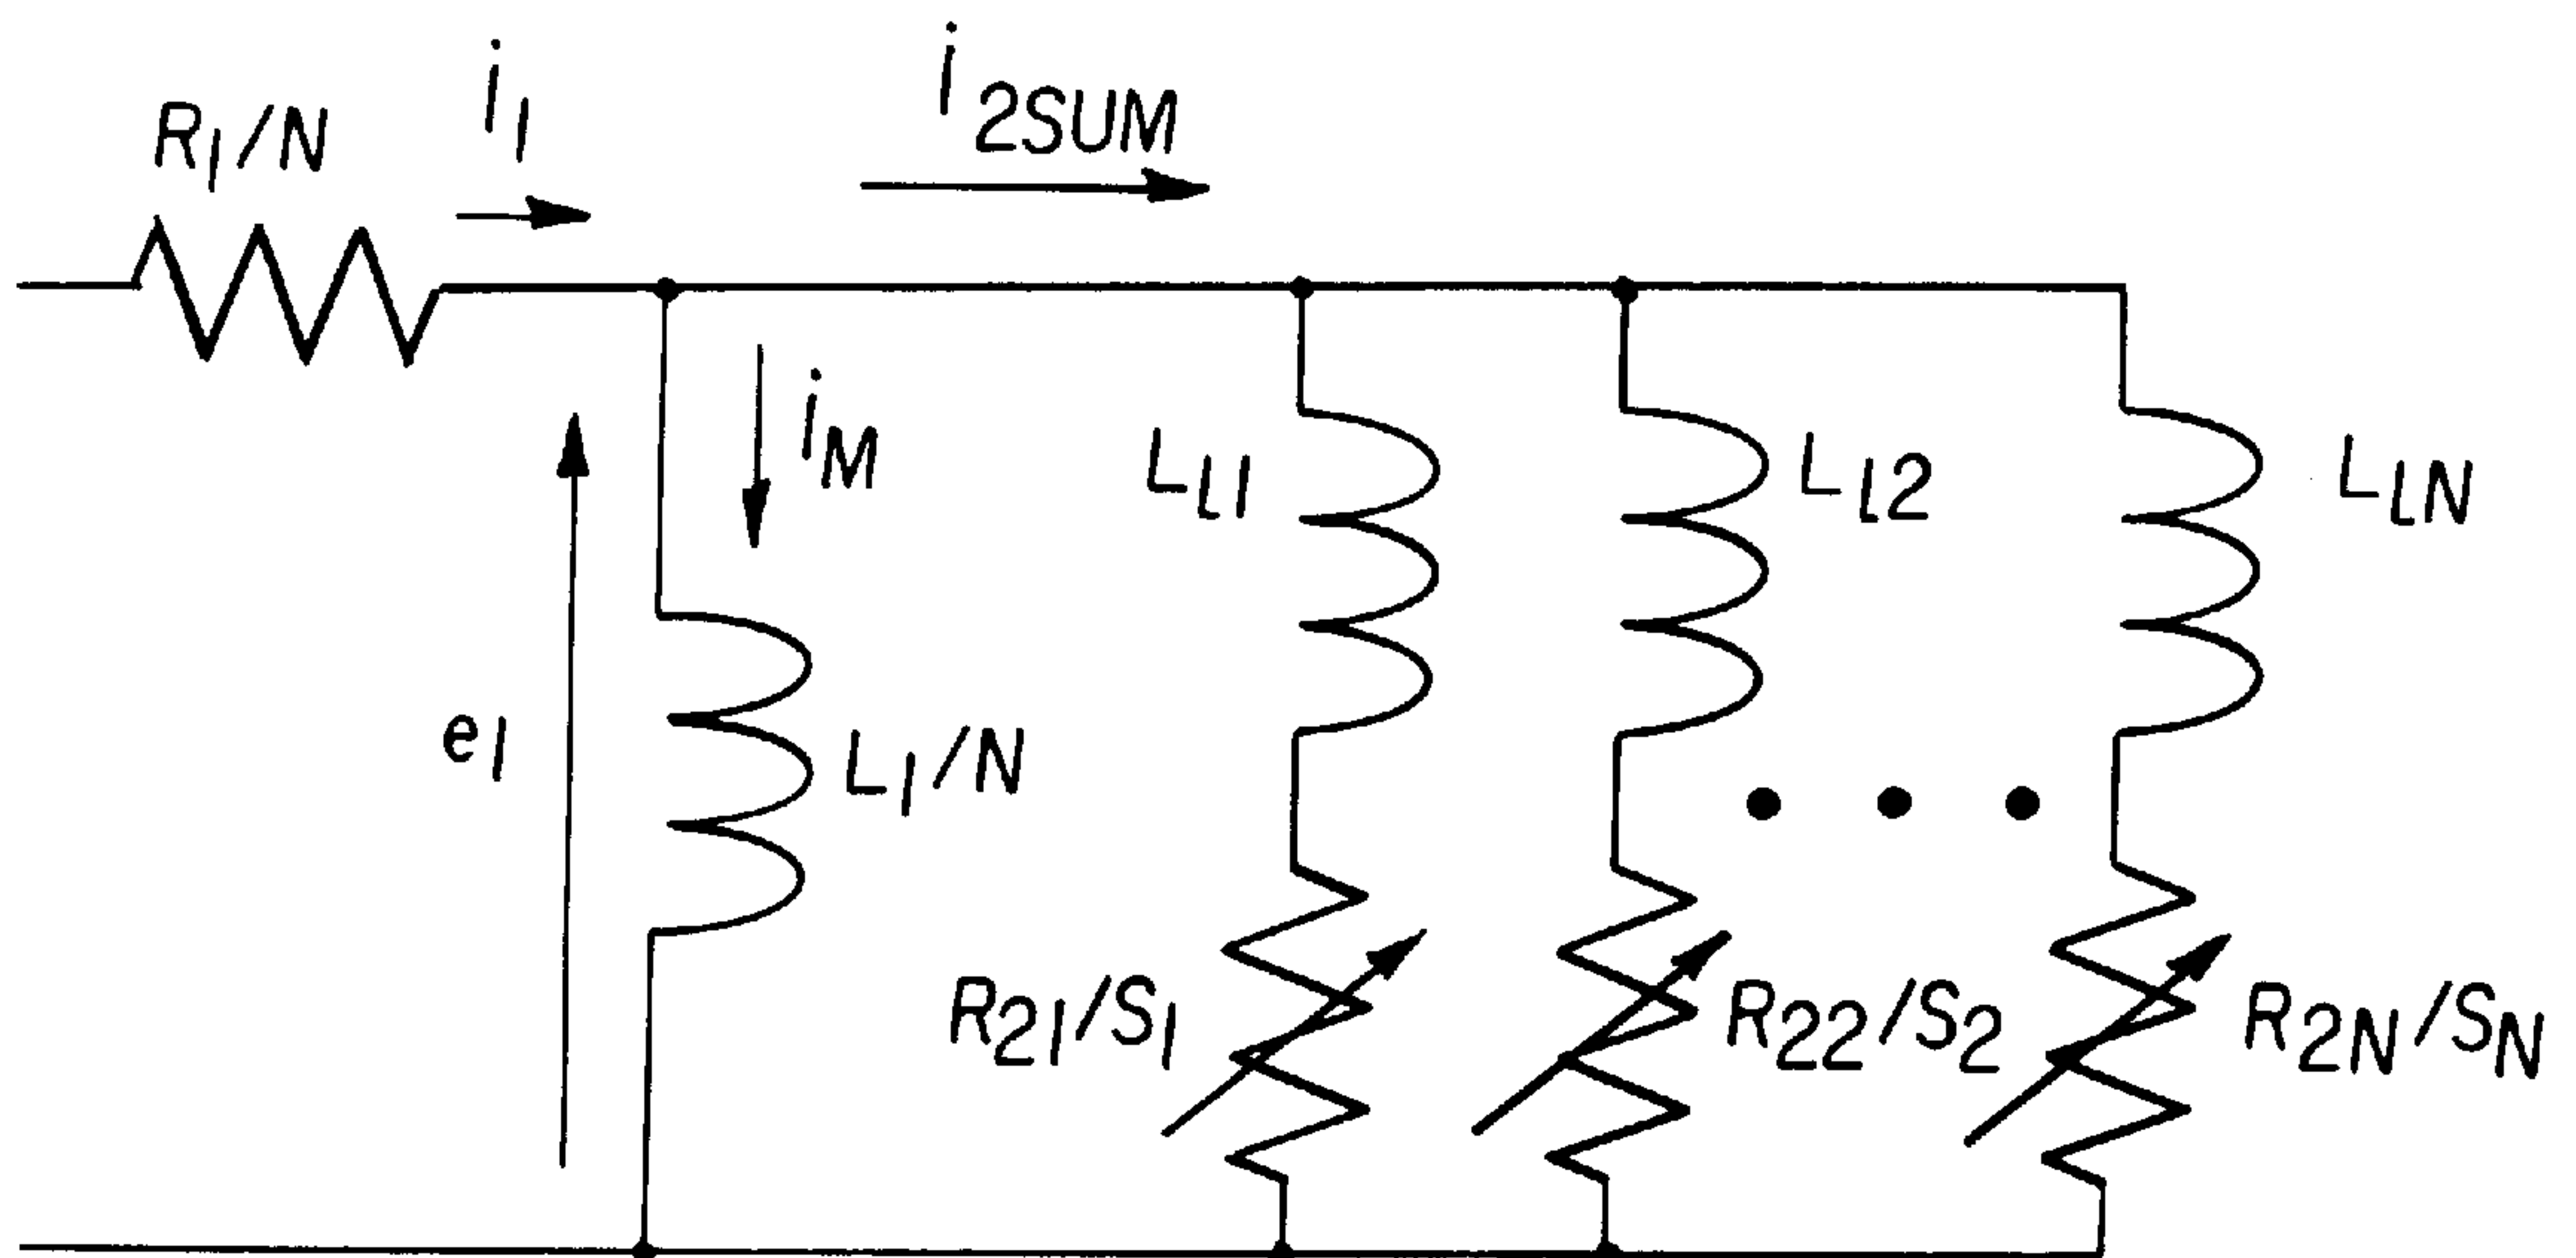 R1/N
i1
i2SUM
iM
e1
L1/N
Ll1
Ll2
LlN
R21/S1
R22/S2
R2N/SN